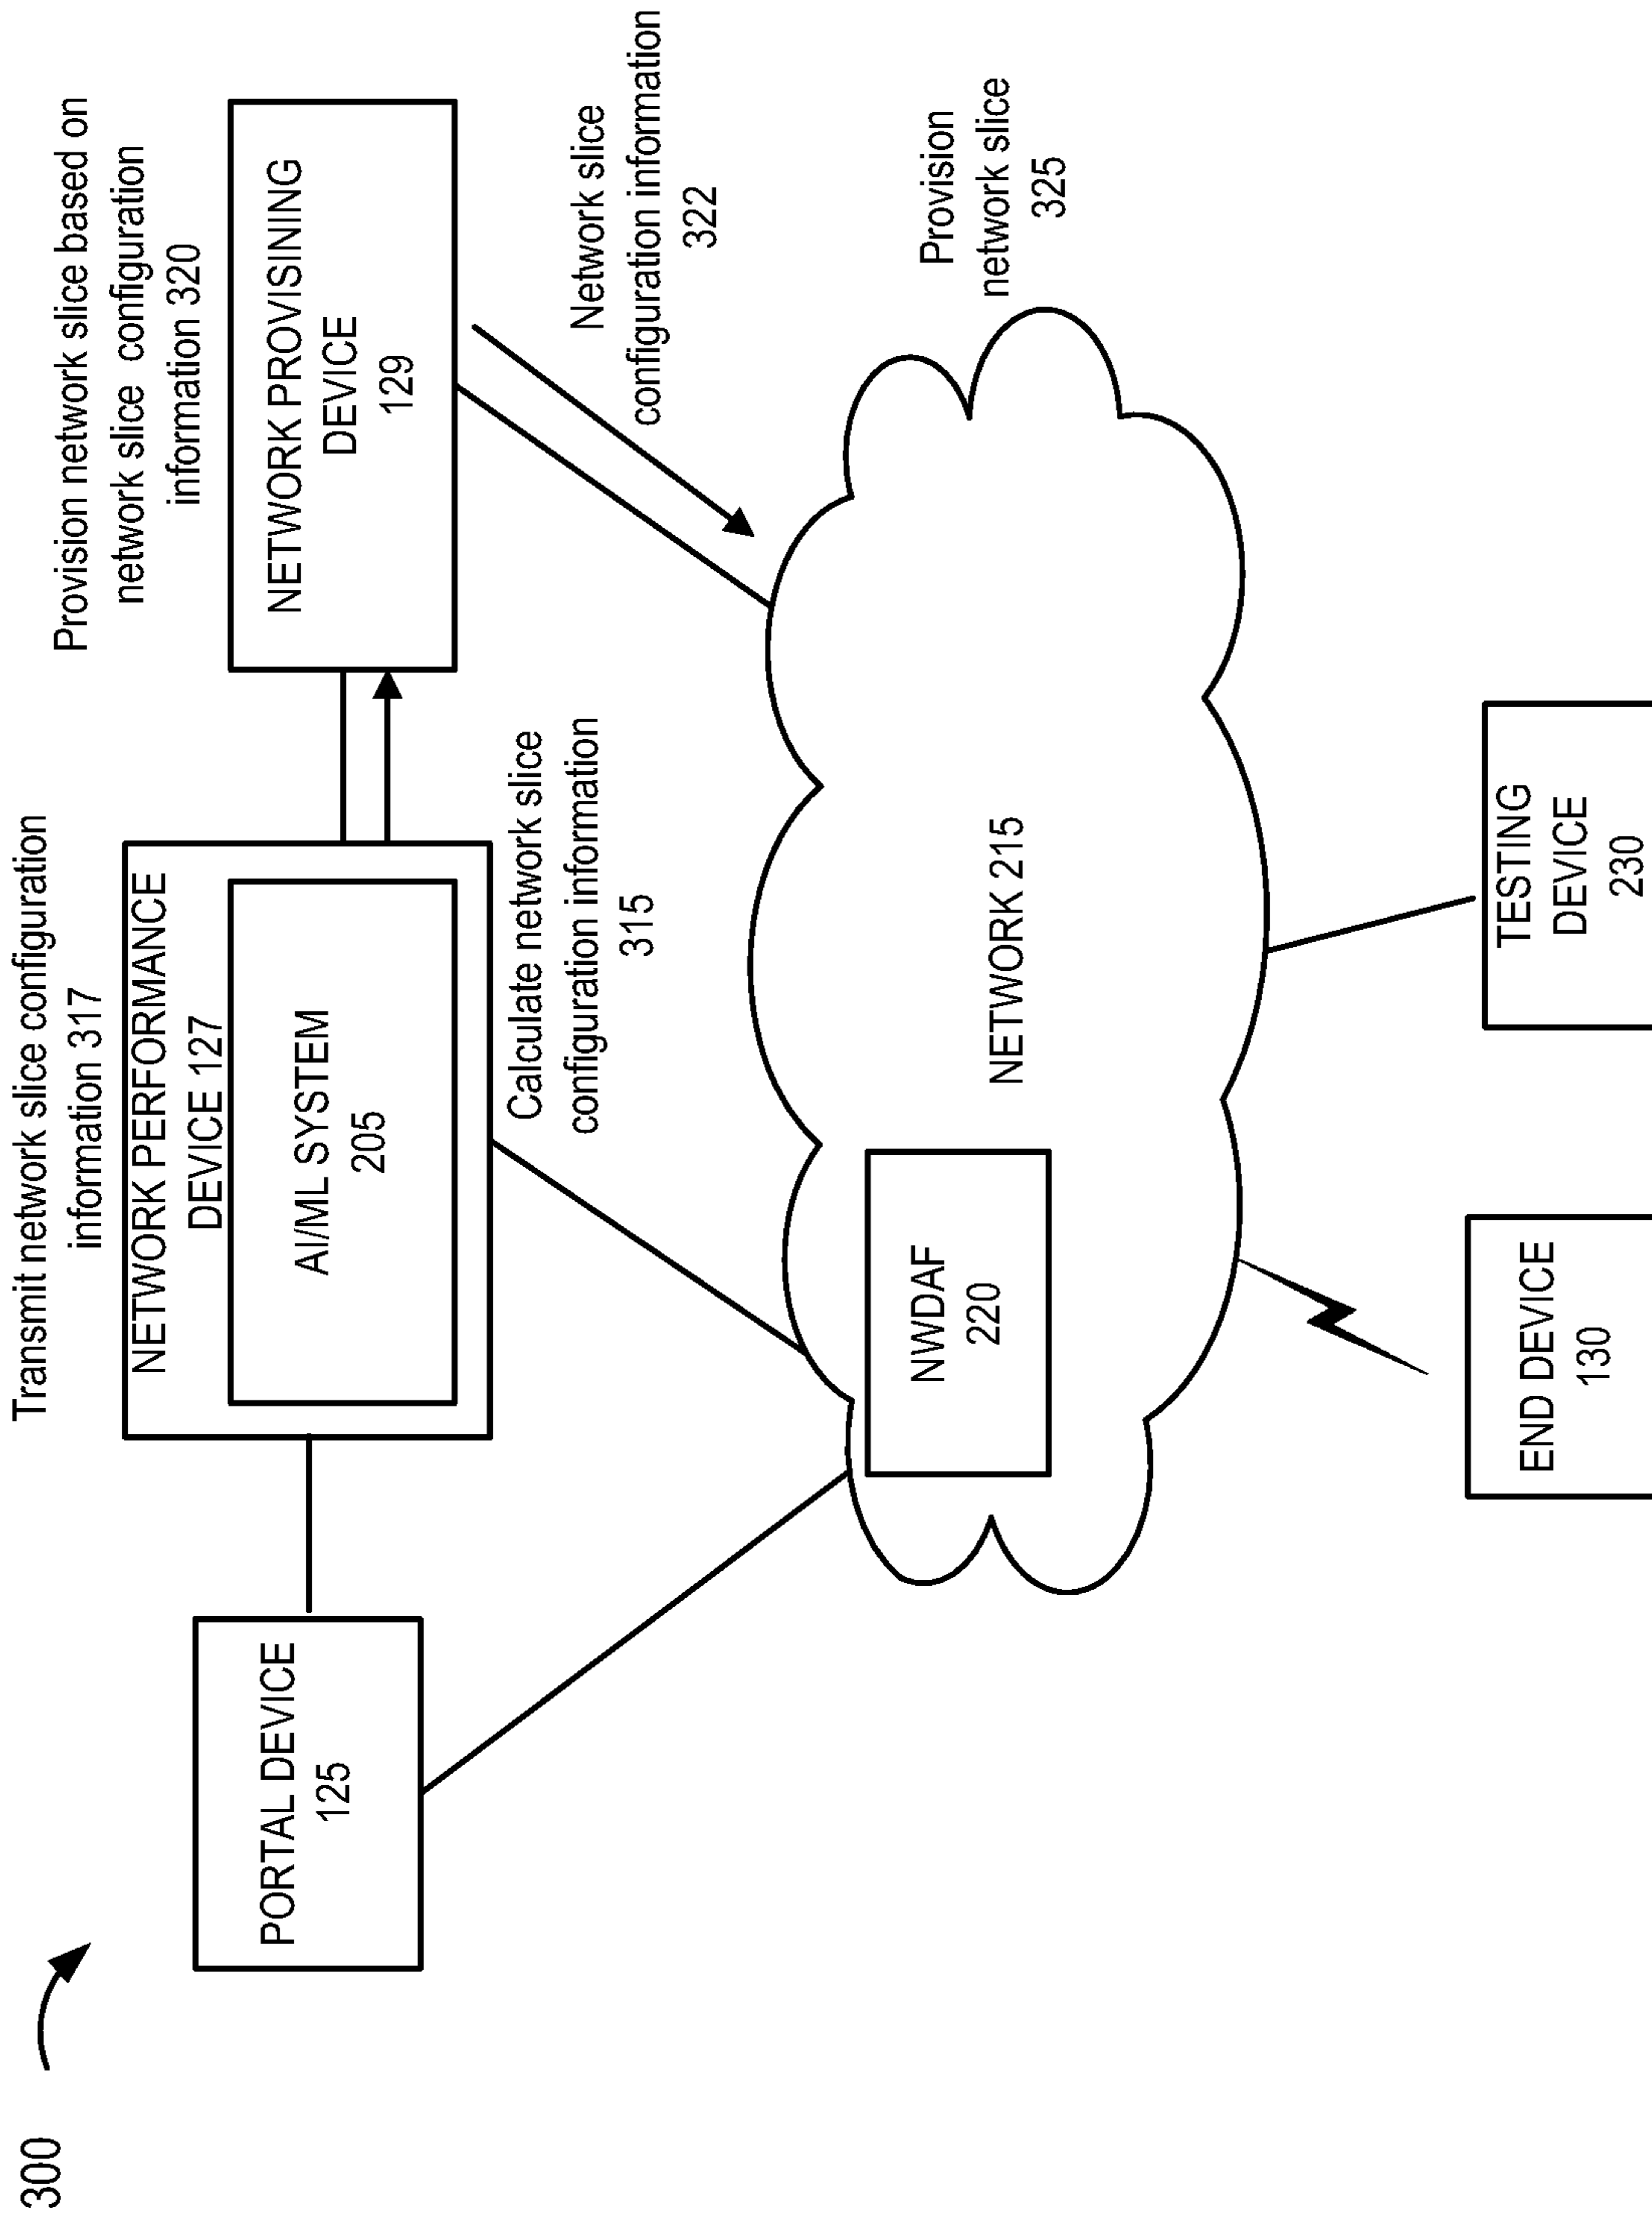 300
Transmit network slice configuration
information 317
Provision network slice based on
network slice configuration
information 320
PORTAL DEVICE
125
NETWORK PERFORMANCE
DEVICE 127
AI/ML SYSTEM
205
NETWORK PROVISINING
DEVICE
129
Calculate network slice
configuration information
315
Network slice
configuration information
322
NWDAF
220
NETWORK 215
Provision
network slice
325
END DEVICE
130
TESTING
DEVICE
230